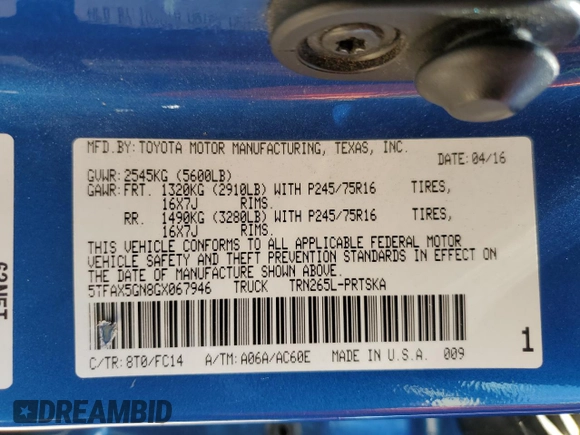 MFD.BY: TOYOTA MOTOR MANUFACTURING, TEXAS, INC.
DATE: 04/16
GVWR: 2545KG (5600LB)
GAWR: FRT. 1320KG (2910LB) WITH P245/75R16 TIRES,
16X7J RIMS.
RR. 1490KG (3280LB) WITH P245/75R16 TIRES,
16X7J RIMS.
THIS VEHICLE CONFORMS TO ALL APPLICABLE FEDERAL MOTOR
VEHICLE SAFETY AND THEFT PREVENTION STANDARDS IN EFFECT ON THE
DATE OF MANUFACTURE SHOWN ABOVE.
5TFAX5GN8GX067946 TRUCK TRN265L-PRTSKA
1
C/TR: 8T0/FC14 A/TM: A06A/AC60E MADE IN U.S.A. 009
DREAMBID